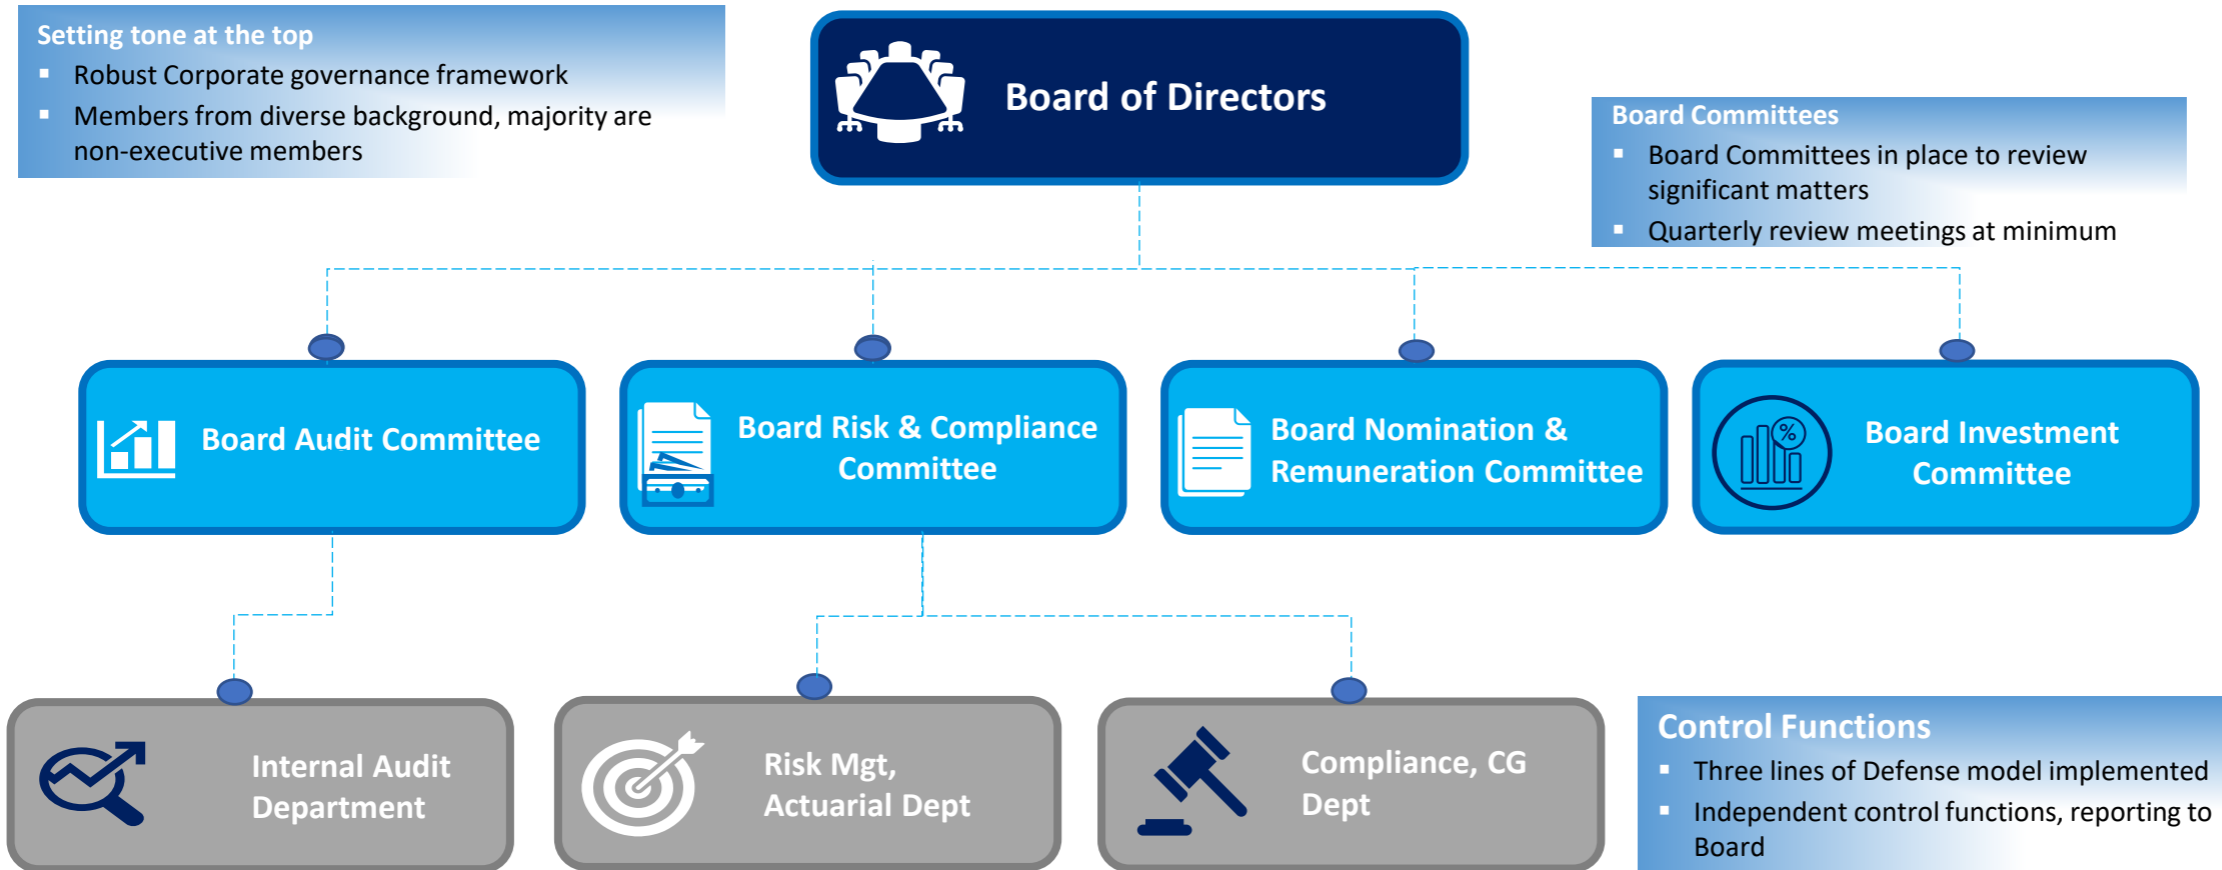 Setting tone at the top
▪ Robust Corporate governance framework
▪ Members from diverse background, majority are
non-executive members
Board of Directors
Board Committees
▪ Board Committees in place to review
significant matters
▪ Quarterly review meetings at minimum
Board Audit Committee
Board Risk & Compliance
Committee
Board Nomination &
Remuneration Committee
%
Board Investment
Committee
Internal Audit
Department
Risk Mgt,
Actuarial Dept
Compliance, CG
Dept
Control Functions
▪ Three lines of Defense model implemented
▪ Independent control functions, reporting to
Board